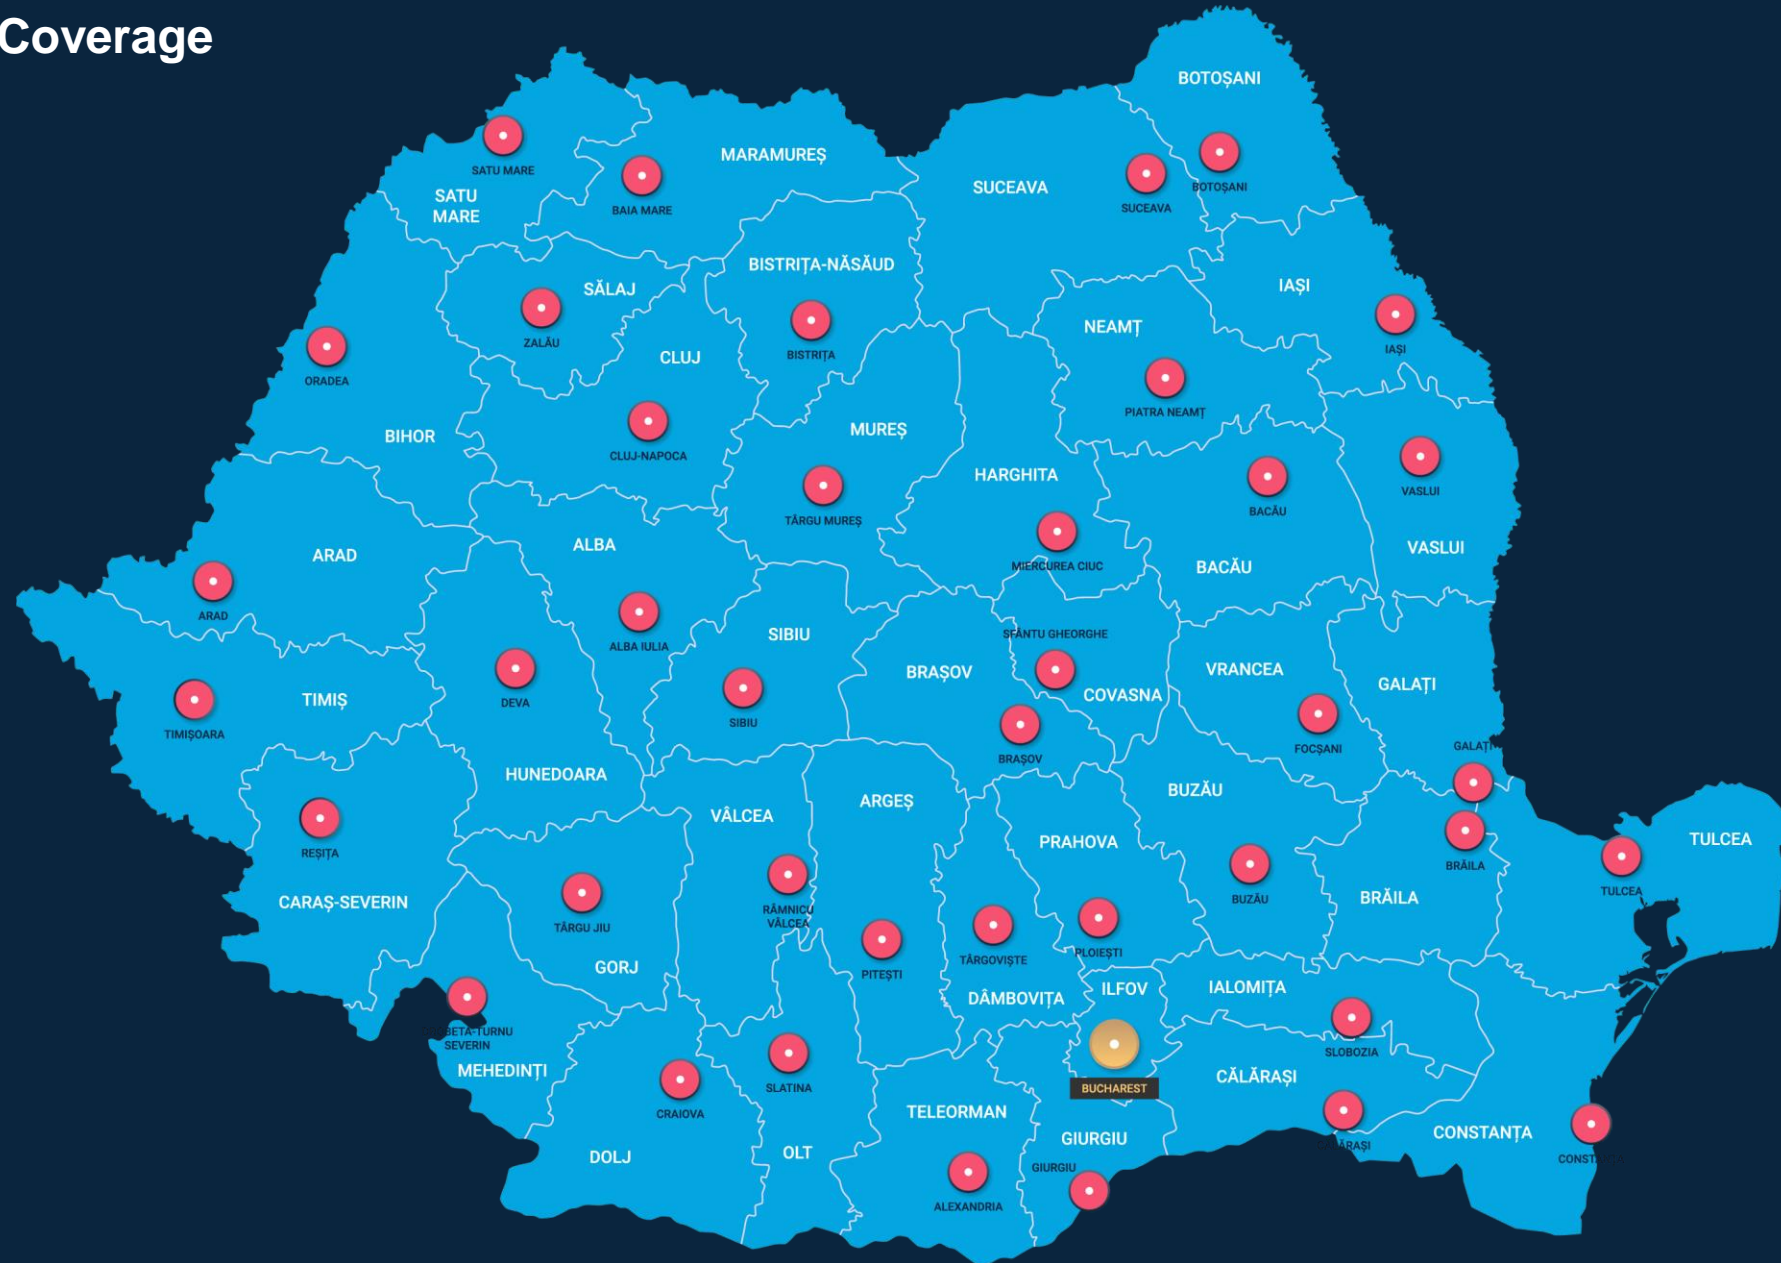 Coverage
BOTOȘANI
SATU MARE
MARAMUREȘ
SATU
MARE
BAIA MARE
SUCEAVA
SUCEAVA
BOTOȘANI
BISTRIȚA-NĂSĂUD
SĂLAJ
IAȘI
NEAMȚ
ZALĂU
BISTRIȚA
IAȘI
CLUJ
ORADEA
PIATRA NEAMȚ
BIHOR
MUREȘ
CLUJ-NAPOCA
HARGHITA
VASLUI
BACĂU
TÂRGU MUREȘ
ARAD
ALBA
VASLUI
MIERCUREA CIUC
BACĂU
ARAD
ALBA IULIA
SIBIU
SFÂNTU GHEORGHE
BRAȘOV
VRANCEA
GALAȚI
COVASNA
TIMIȘ
DEVA
SIBIU
TIMIȘOARA
BRAȘOV
FOCȘANI
GALAȚI
HUNEDOARA
BUZĂU
ARGEȘ
VÂLCEA
REȘIȚA
PRAHOVA
TULCEA
BRĂILA
TULCEA
CARAȘ-SEVERIN
RÂMNICU
VÂLCEA
BUZĂU
BRĂILA
TÂRGU JIU
GORJ
PITEȘTI
TÂRGOVIȘTE
PLOIEȘTI
DÂMBOVIȚA
ILFOV
IALOMIȚA
SEVERIN
MEHEDINȚI
SLOBOZIA
SLATINA
BUCHAREST
CĂLĂRAȘI
CRAIOVA
TELEORMAN
GIURGIU
CONSTANȚA
DOLJ
OLT
GIURGIU
ALEXANDRIA